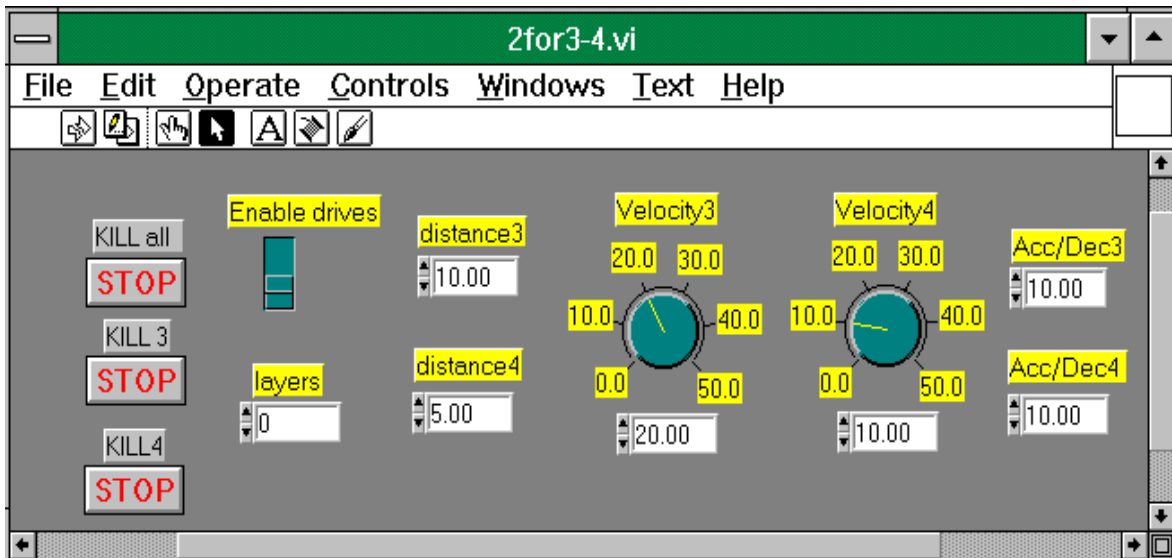 2for3-4.vi
File Edit Operate Controls Windows Text Help
A
KILL all
STOP
KILL 3
STOP
KILL4
STOP
Enable drives
layers
0
distance3
10.00
distance4
5.00
Velocity3
20.0 30.0
10.0 40.0
0.0 50.0
20.00
Velocity4
20.0 30.0
10.0 40.0
0.0 50.0
10.00
Acc/Dec3
10.00
Acc/Dec4
10.00